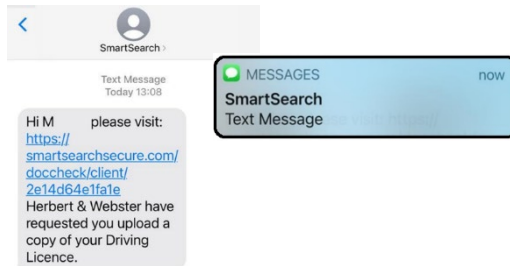 SmartSearch
Text Message
Today 13:08
Hi M please visit:
https://
smartsearchsecure.com/
doccheck/client/
2e14d64e1fa1e
Herbert & Webster have
requested you upload a
copy of your Driving
Licence.
MESSAGES now
SmartSearch
Text Message